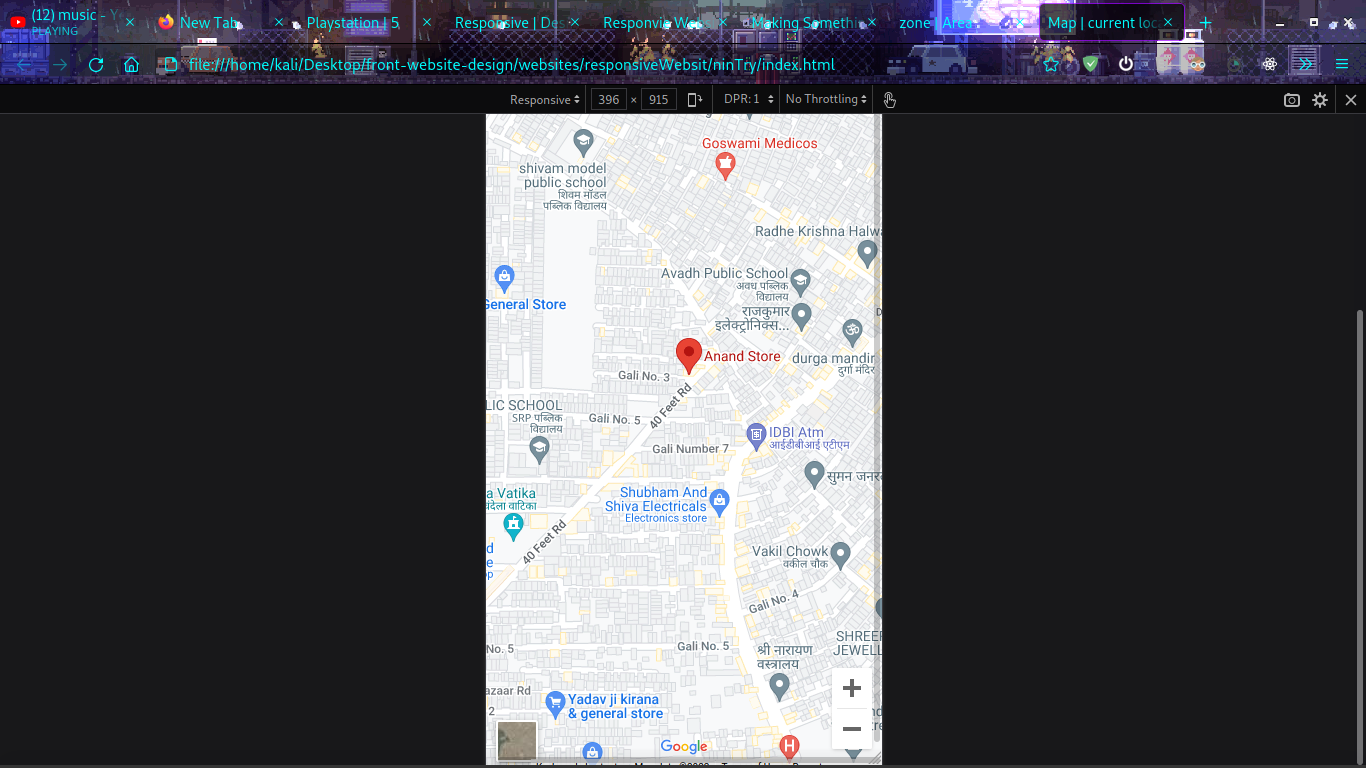 (12) music - Ye
PLAYING
New Tab
Playstation | 5
Responsive | Des
Responvie Web
Making Somethi
zone | Area
Map | current loc
file:///home/kali/Desktop/front-website-design/websites/responsiveWebsit/ninTry/index.html
Responsive
396 × 915
DPR: 1
No Throttling
Goswami Medicos
shivam model
public school
शिवम मॉडल
पब्लिक विद्यालय
Radhe Krishna Halwa
Avadh Public School
अवध पब्लिक
विद्यालय
General Store
राजकुमार
इलेक्ट्रोनिक्स...
Anand Store
durga mandir
दुर्गा मंदिर
Gali No. 3
40 Feet Rd
LIC SCHOOL
SRP पब्लिक
विद्यालय
Gali No. 5
IDBI Atm
आईडीबीआई एटीएम
Gali Number 7
सुमन जनर
a Vatika
चंदेला वाटिका
Shubham And
Shiva Electricals
Electronics store
40 Feet Rd
Vakil Chowk
वकील चौक
Gali No. 4
SHREE
JEWELL
No. 5
Gali No. 5
श्री नारायण
वस्त्रालय
azaar Rd
2
Yadav ji kirana
& general store
Google
H